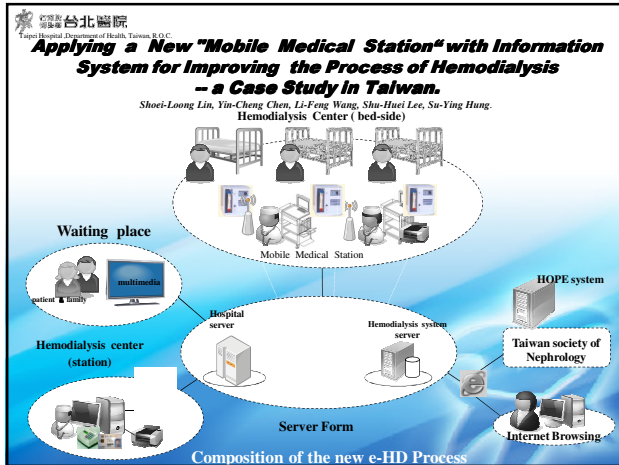 台北醫院
Taipei Hospital ,Department of Health, Taiwan, R.O.C.
Applying a New "Mobile Medical Station“ with Information
System for Improving the Process of Hemodialysis
-- a Case Study in Taiwan.
Shoei-Loong Lin, Yin-Cheng Chen, Li-Feng Wang, Shu-Huei Lee, Su-Ying Hung.
Hemodialysis Center ( bed-side)
Mobile Medical Station
Waiting place
multimedia
patient & family
HOPE system
Hospital
server
Hemodialysis system
server
Taiwan society of
Nephrology
Hemodialysis center
(station)
Server Form
Internet Browsing
Composition of the new e-HD Process